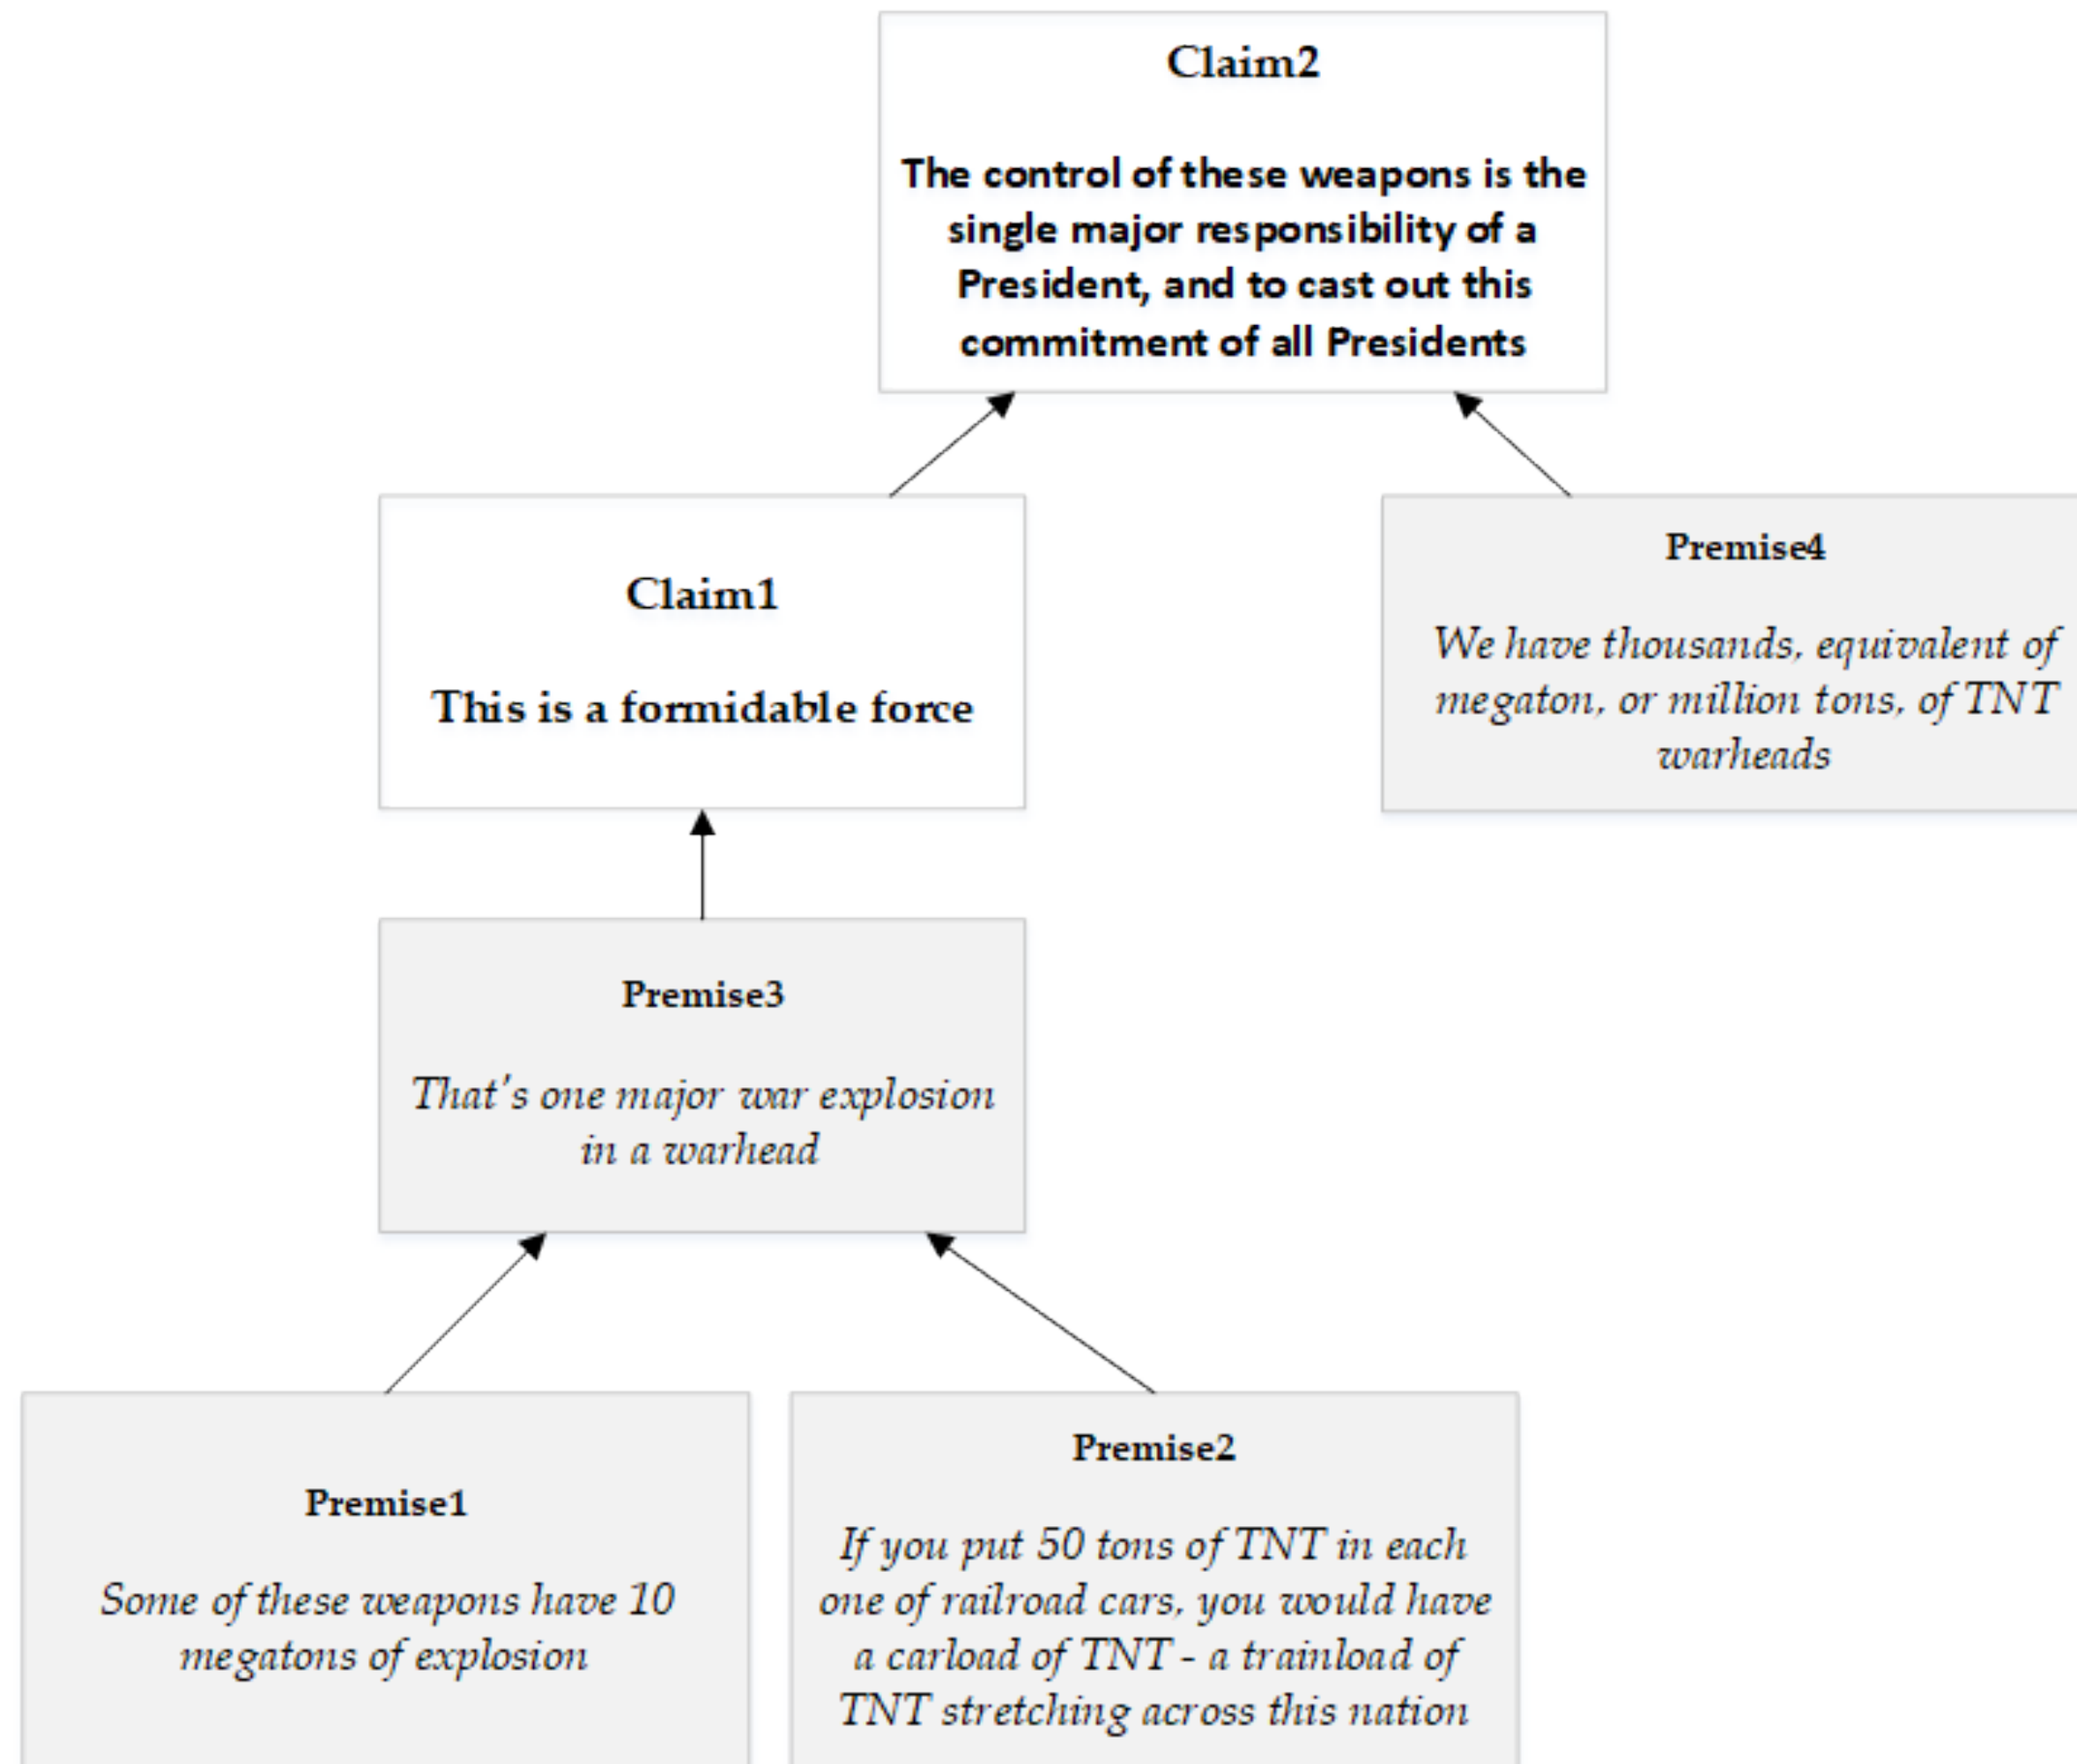 Claim2
The control of these weapons is the
single major responsibility of a
President, and to cast out this
commitment of all Presidents
Claim1
This is a formidable force
Premise4
We have thousands, equivalent of
megaton, or million tons, of TNT
warheads
Premise3
That's one major war explosion
in a warhead
Premise1
Some of these weapons have 10
megatons of explosion
Premise2
If you put 50 tons of TNT in each
one of railroad cars, you would have
a carload of TNT - a trainload of
TNT stretching across this nation